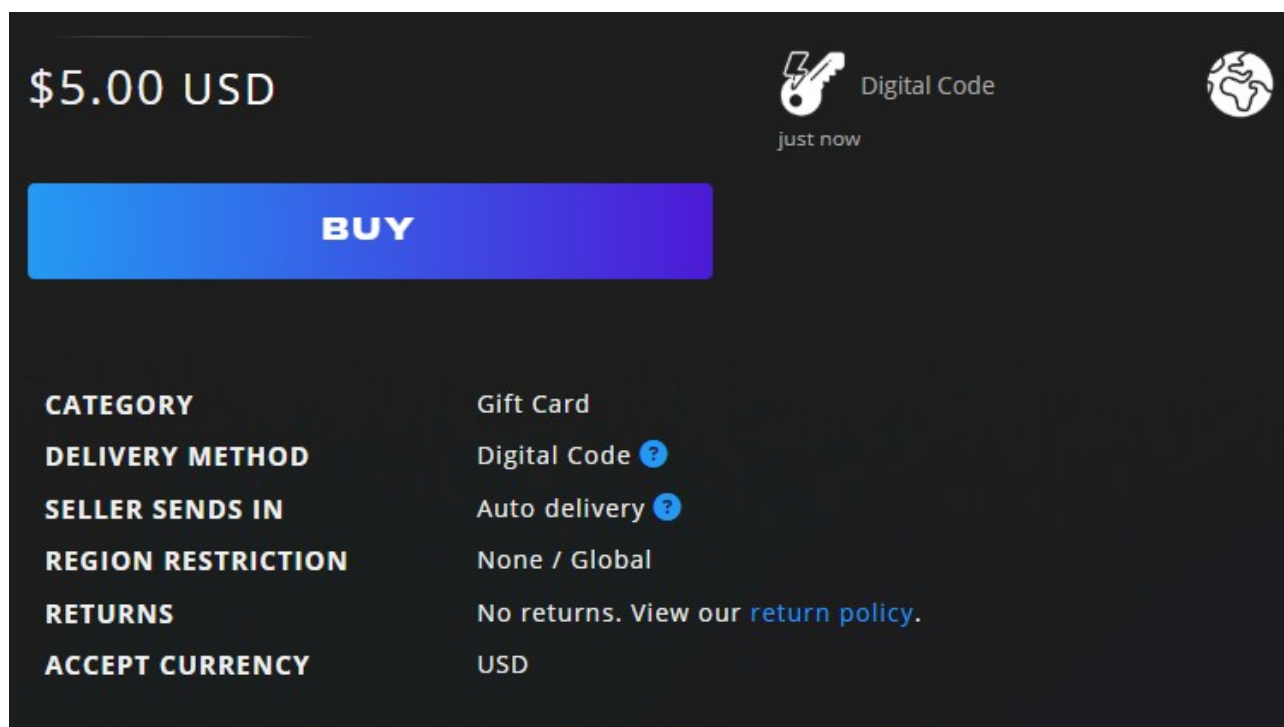 $5.00 USD
Digital Code
just now
BUY
CATEGORY Gift Card
DELIVERY METHOD Digital Code ?
SELLER SENDS IN Auto delivery ?
REGION RESTRICTION None / Global
RETURNS No returns. View our return policy.
ACCEPT CURRENCY USD